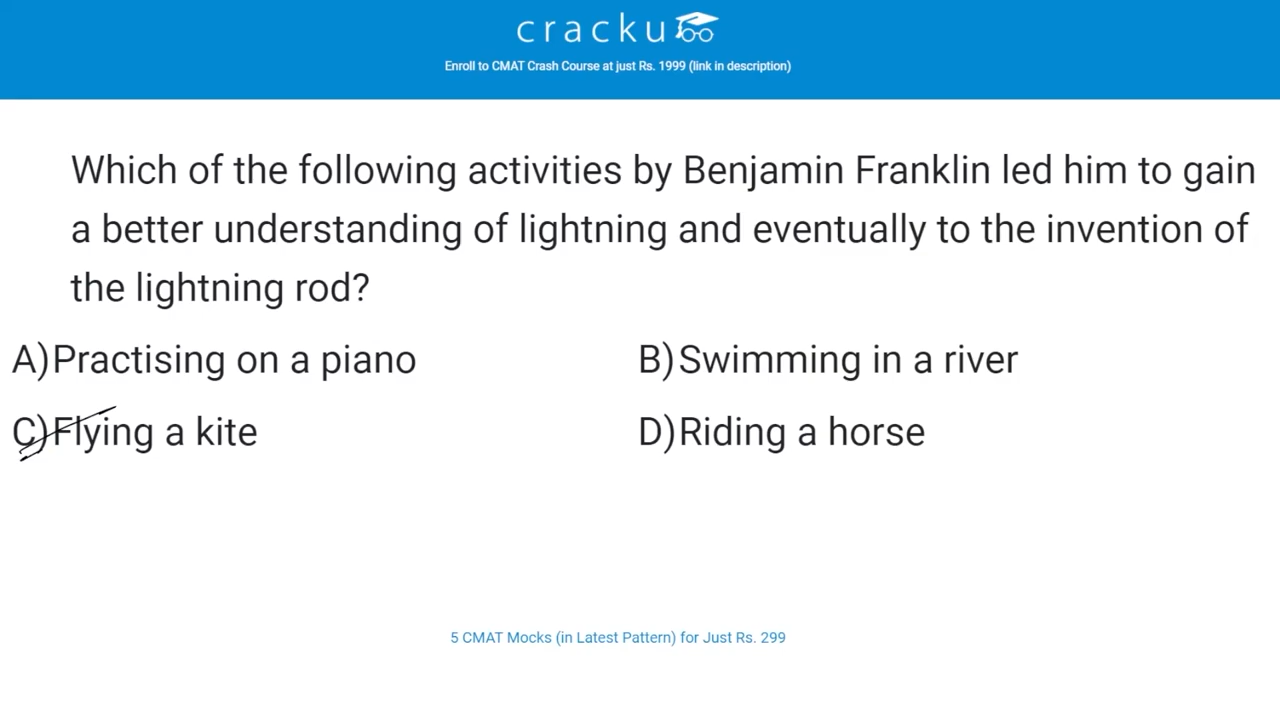 cracku
Enroll to CMAT Crash Course at just Rs. 1999 (link in description)
Which of the following activities by Benjamin Franklin led him to gain
a better understanding of lightning and eventually to the invention of
the lightning rod?
A)Practising on a piano B)Swimming in a river
C)Flying a kite D)Riding a horse
5 CMAT Mocks (in Latest Pattern) for Just Rs. 299